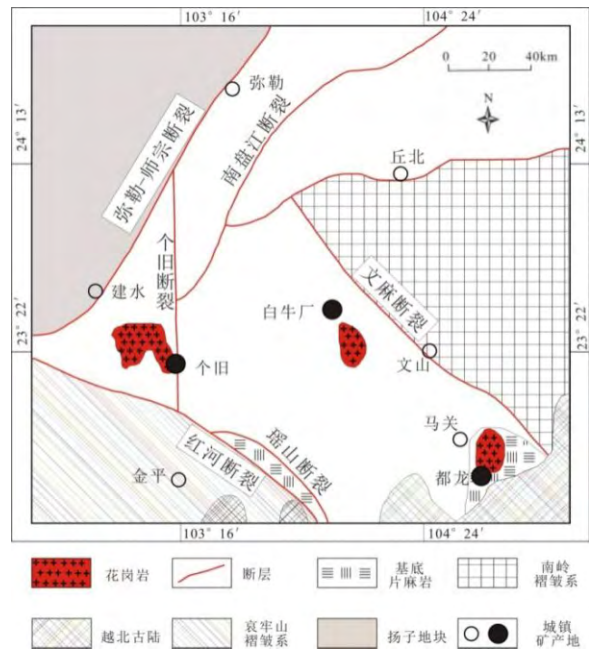 103° 16′
104° 24′
0 20 40km
N
弥勒
24° 13′
24° 13′
弥勒-师宗断裂
南盘江断裂
丘北
个旧断裂
文麻断裂
建水
白牛厂
23° 22′
23° 22′
个旧
文山
马关
瑶山断裂
红河断裂
金平
都龙
103° 16′
104° 24′
花岗岩
断层
基底
片麻岩
南岭
褶皱系
越北古陆
哀牢山
褶皱系
扬子地块
城镇
矿产地